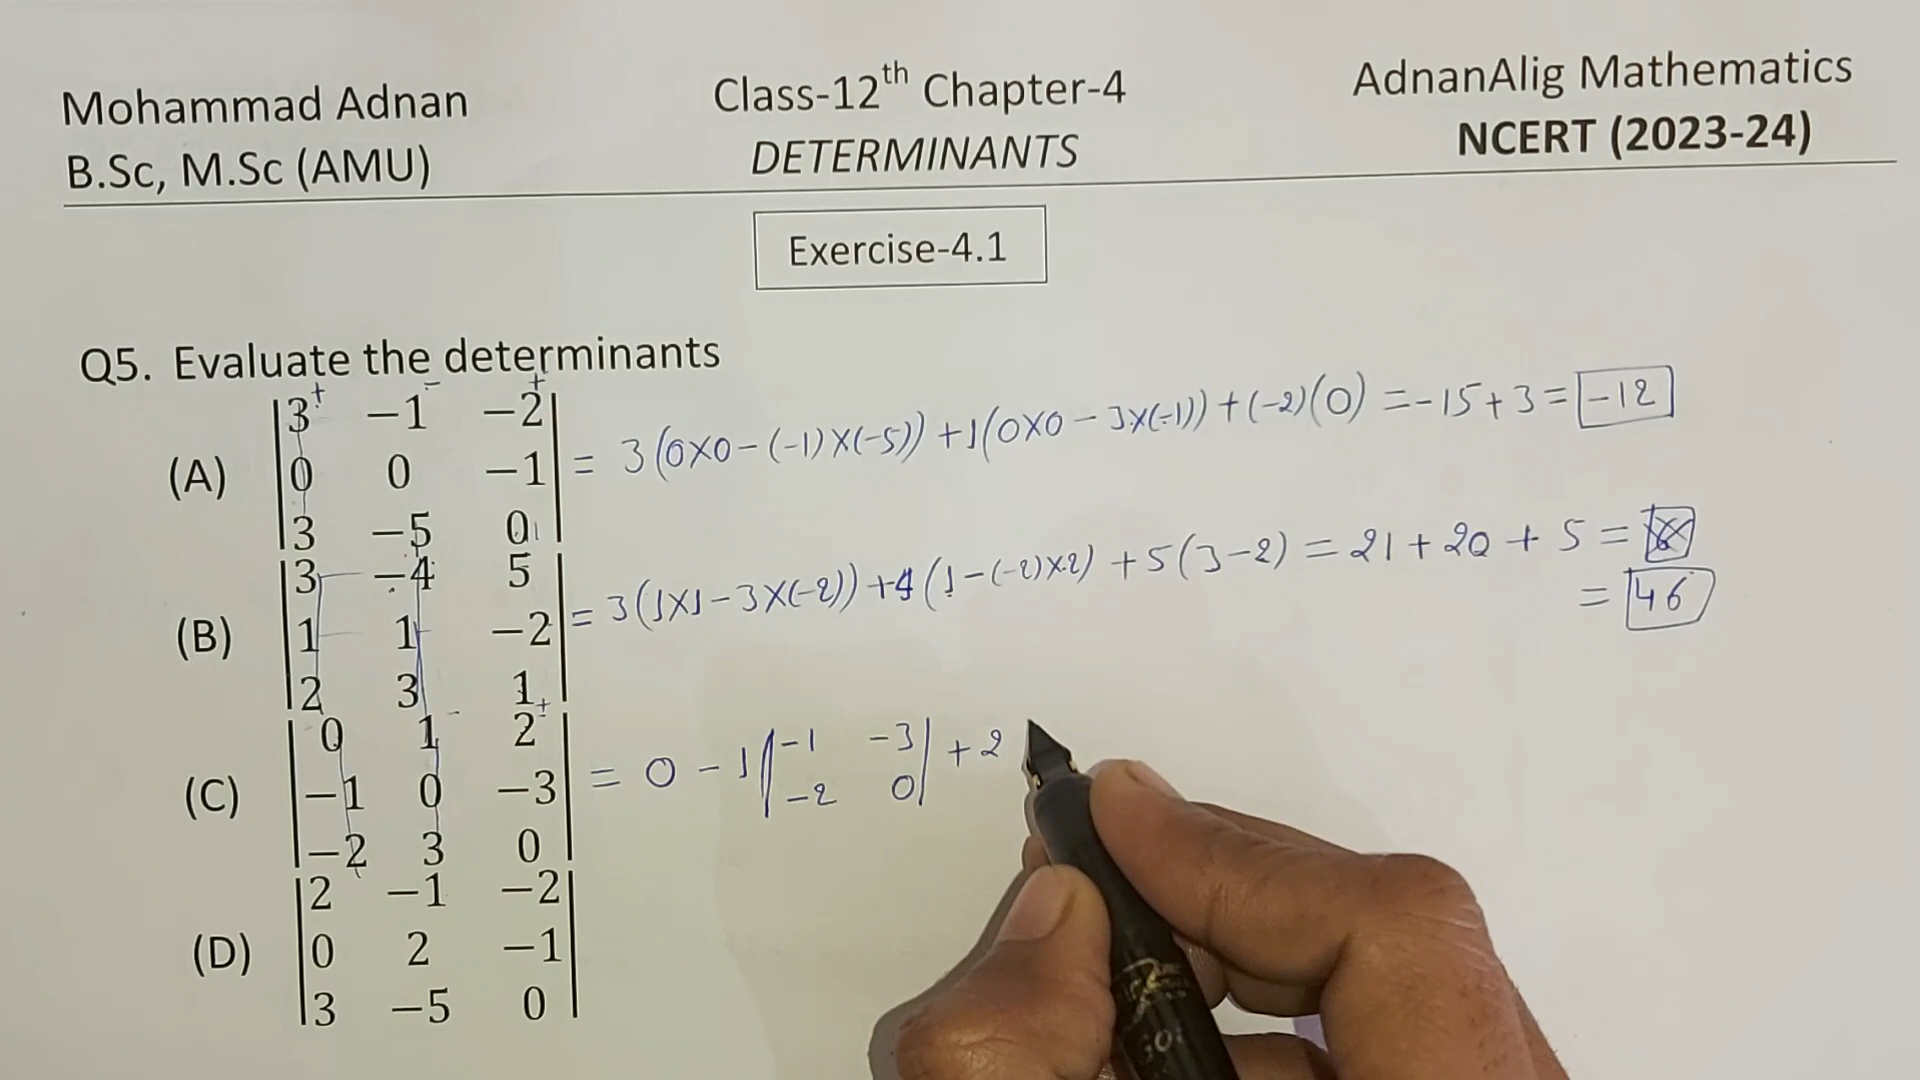 Mohammad Adnan
B.Sc, M.Sc (AMU)
Class-12th Chapter-4
DETERMINANTS
AdnanAlig Mathematics
NCERT (2023-24)
Exercise-4.1
Q5. Evaluate the determinants
(A) |3 −1 −2|
|0 0 −1|
|3 −5 0|
= 3(0×0−(-1)×(-5)) +1(0×0 − 3×(-1)) +(-2)(0) = -15+3 = -12
(B) |3 −4 5|
|1 1 −2|
|2 3 1|
= 3(1×1−3×(-2)) +4(1−(-2)×2) +5(3−2) = 21+20+5 =
= 46
(C) |0 1 2|
|−1 0 −3|
|−2 3 0|
= 0 − 1 |-1 -3| + 2
|-2 0|
(D) |2 −1 −2|
|0 2 −1|
|3 −5 0|